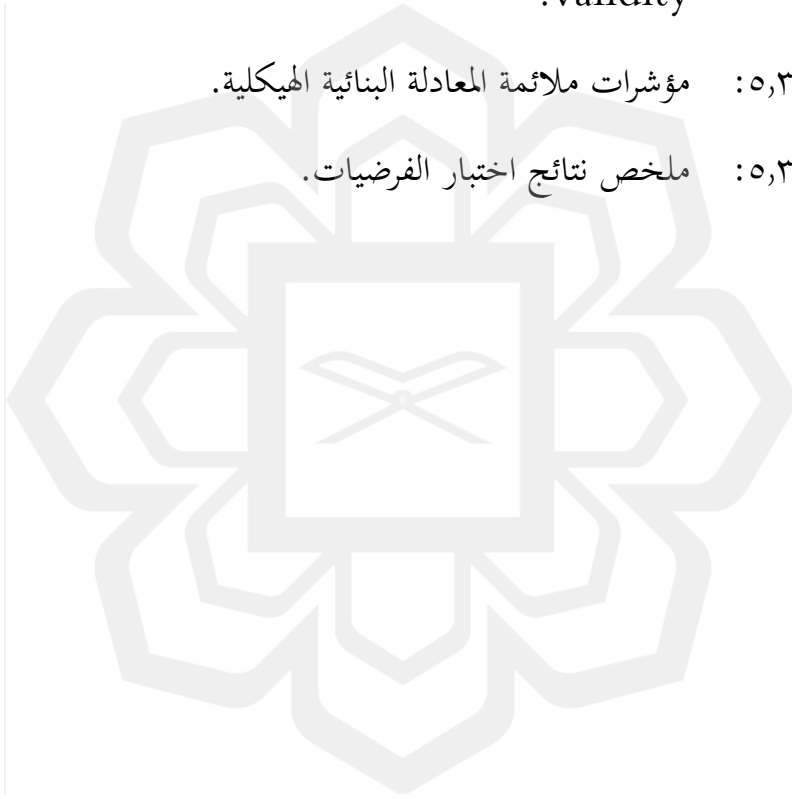 validity.
٥,٣: مؤشرات ملائمة المعادلة البنائية الهيكلية.
٥,٣: ملخص نتائج اختبار الفرضيات.